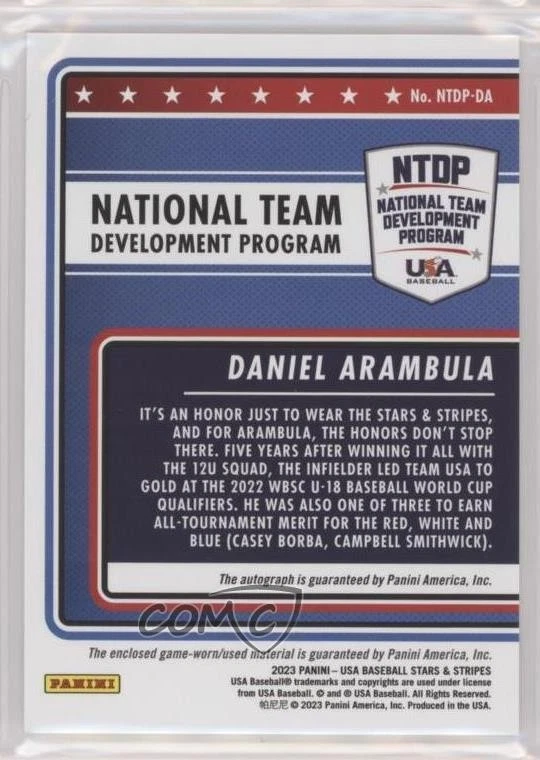 No. NTDP-DA
NTDP
NATIONAL TEAM
DEVELOPMENT
PROGRAM
USA
BASEBALL
NATIONAL TEAM
DEVELOPMENT PROGRAM
DANIEL ARAMBULA
IT'S AN HONOR JUST TO WEAR THE STARS & STRIPES,
AND FOR ARAMBULA, THE HONORS DON'T STOP
THERE. FIVE YEARS AFTER WINNING IT ALL WITH
THE 12U SQUAD, THE INFIELDER LED TEAM USA TO
GOLD AT THE 2022 WBSC U-18 BASEBALL WORLD CUP
QUALIFIERS. HE WAS ALSO ONE OF THREE TO EARN
ALL-TOURNAMENT MERIT FOR THE RED, WHITE AND
BLUE (CASEY BORBA, CAMPBELL SMITHWICK).
The autograph is guaranteed by Panini America, Inc.
COMC
The enclosed game-worn/used material is guaranteed by Panini America, Inc.
PANINI
2023 PANINI – USA BASEBALL STARS & STRIPES
USA Baseball® trademarks and copyrights are used under license
from USA Baseball. © and ® USA Baseball. All Rights Reserved.
帕尼尼 © 2023 Panini America, Inc. Produced in the USA.